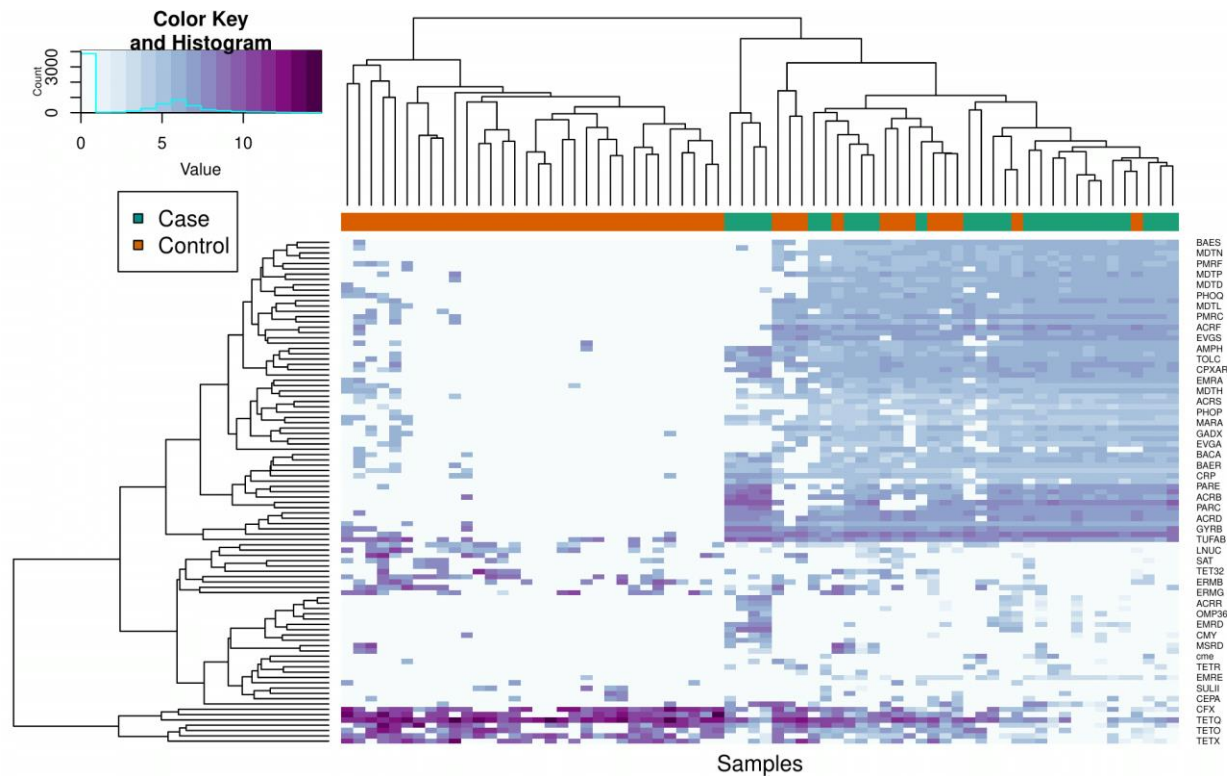 Color Key
and Histogram
Count
0 3000
0 5 10
Value
Case
Control
BAES
MDTN
PMRF
MDTP
MDTD
PHOQ
MDTL
PMRC
ACRF
EVGS
AMPH
TOLC
CPXAR
EMRA
MDTH
ACRS
PHOP
MARA
GADX
EVGA
BACA
BAER
CRP
PARE
ACRB
PARC
ACRD
GYRB
TUFAB
LNUC
SAT
TET32
ERMB
ERMG
ACRR
OMP36
EMRD
CMY
MSRD
cme
TETR
EMRE
SULII
CEPA
CFX
TETQ
TETO
TETX
Samples